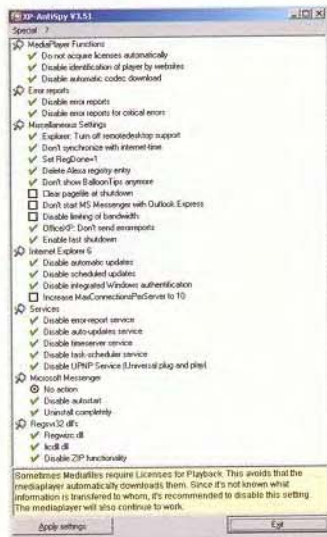 XP-AntiSpy V3.51
Special ?
MediaPlayer Functions
Do not acquire licenses automatically
Disable identification of player by websites
Disable automatic codec download
Error reports
Disable error reports
Disable error reports for critical errors
Miscellaneous Settings
Explorer: Turn off remotedesktop support
Don't synchronize with internet-time
Set RegDone=1
Delete Alexa registry entry
Don't show BalloonTips anymore
Clear pagefile at shutdown
Don't start MS Messenger with Outlook Express
Disable limiting of bandwidth
OfficeXP: Don't send errorreports
Enable fast shutdown
Internet Explorer 6
Disable automatic updates
Disable scheduled updates
Disable integrated Windows authentification
Increase MaxConnectionsPerServer to 10
Services
Disable error-report service
Disable auto-updates service
Disable timeserver service
Disable task-scheduler service
Disable UPNP Service (Universal plug and play)
Microsoft Messenger
No action
Disable autostart
Uninstall completely
Regsvr32 dll's
Regwizc.dll
licdll.dll
Disable ZIP functionality
Sometimes Mediafiles require Licenses for Playback. This avoids that the
mediaplayer automatically downloads them. Since it's not known what
information is transferred to whom, it's recommended to disable this setting.
The mediaplayer will also continue to work.
Apply settings Exit